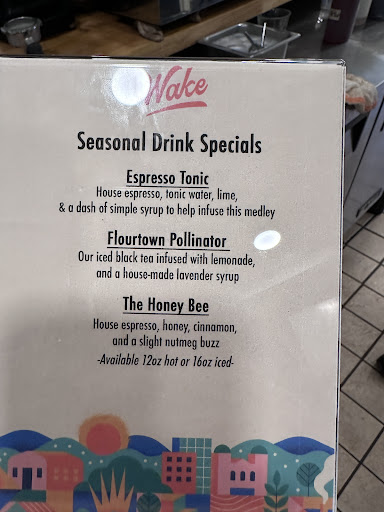 Wake
Seasonal Drink Specials
Espresso Tonic
House espresso, tonic water, lime,
& a dash of simple syrup to help infuse this medley
Flourtown Pollinator
Our iced black tea infused with lemonade,
and a house-made lavender syrup
The Honey Bee
House espresso, honey, cinnamon,
and a slight nutmeg buzz
-Available 12oz hot or 16oz iced-